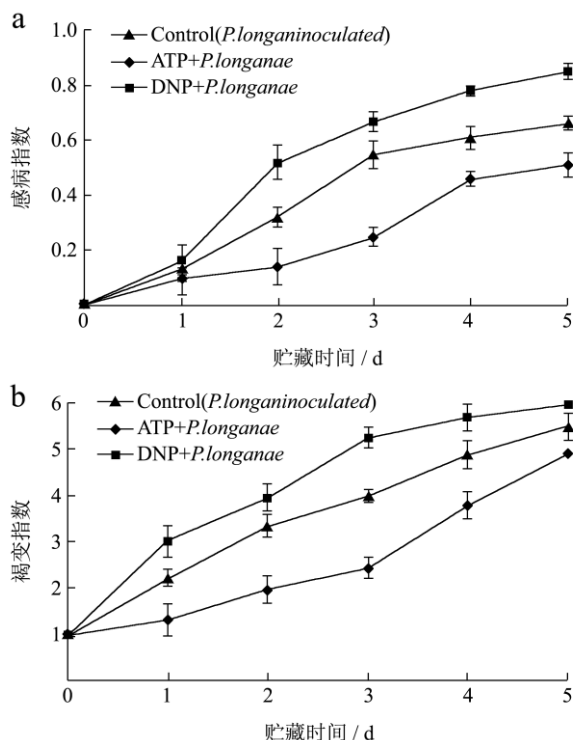 a
Control(P.longaninoculated)
ATP+P.longanae
DNP+P.longanae
1.0
0.8
0.6
0.4
0.2
感病指数
0 1 2 3 4 5
贮藏时间 / d
b
Control(P.longaninoculated)
ATP+P.longanae
DNP+P.longanae
6
5
4
3
2
1
褐变指数
0 1 2 3 4 5
贮藏时间 / d